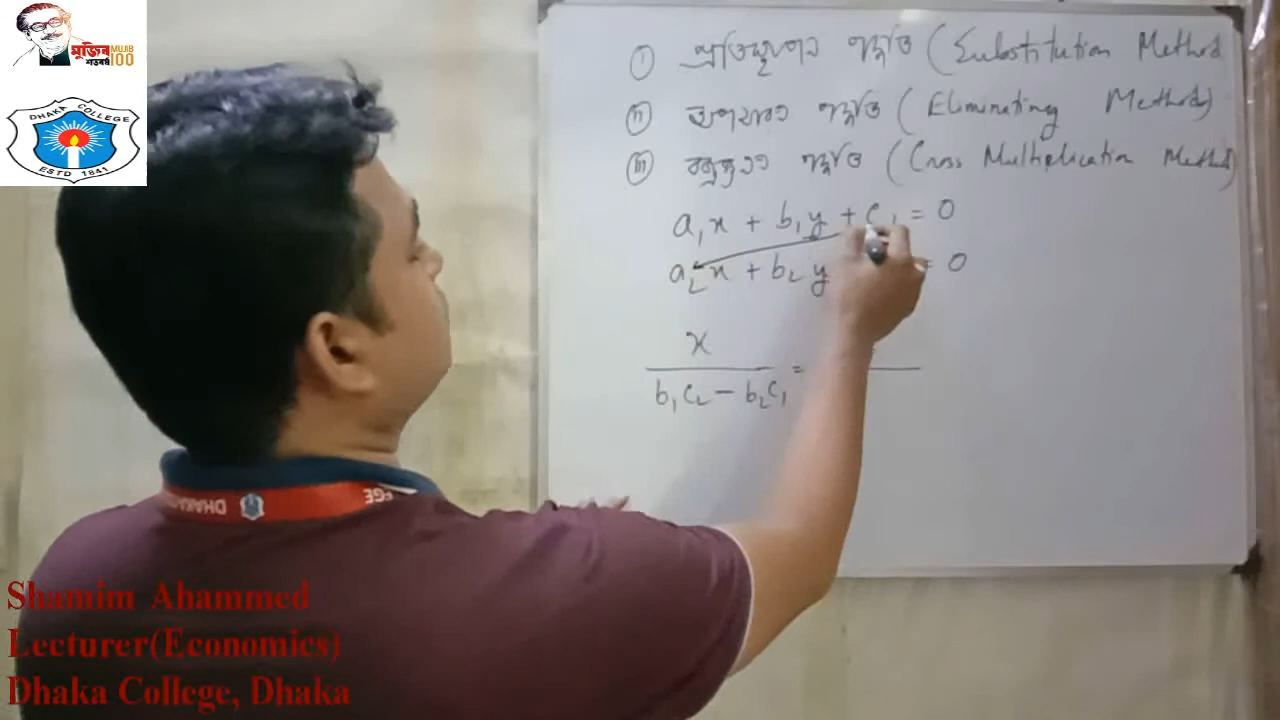 মুজিব MUJIB
শতবর্ষ 100
DHAKA COLLEGE
ESTD 1841
(i) প্রতিস্থাপন পদ্ধতি (Substitution Method
(ii) অপনয়ন পদ্ধতি (Eliminating Method)
(iii) বজ্রগুণন পদ্ধতি (Cross Multiplication Method)
a₁x + b₁y + c₁ = 0
a₂x + b₂y = 0
x
b₁c₂ − b₂c₁ =
DHAKA
Shamim Ahammed
Lecturer(Economics)
Dhaka College, Dhaka